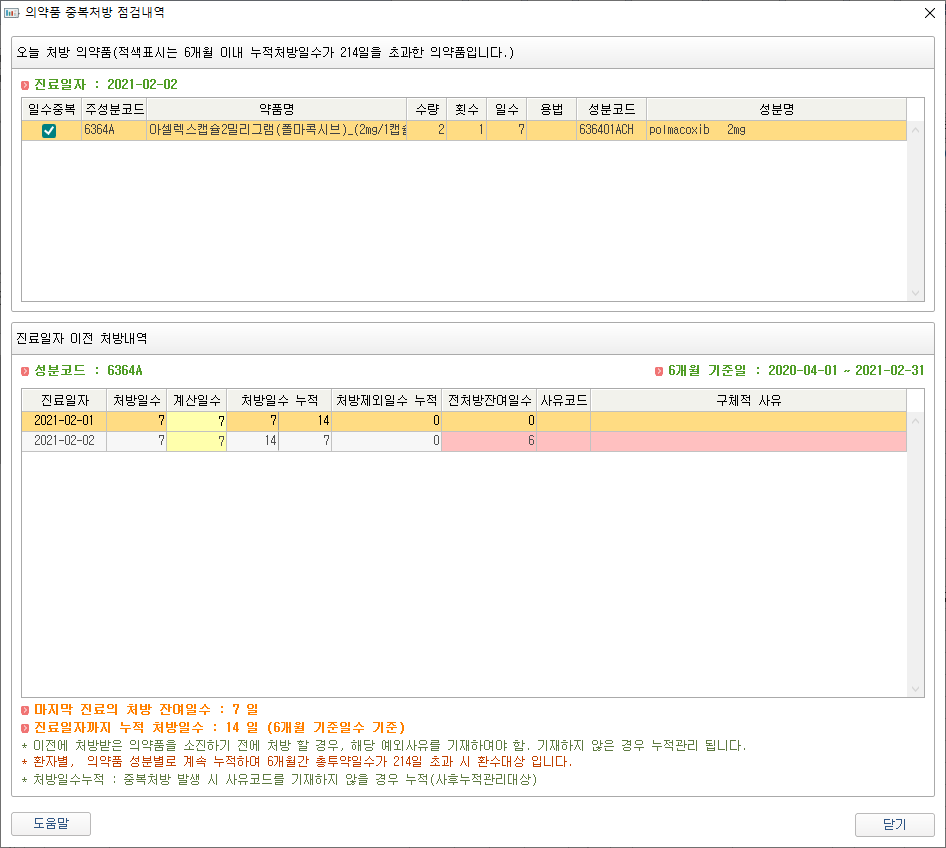 의약품 중복처방 점검내역
오늘 처방 의약품(적색표시는 6개월 이내 누적처방일수가 214일을 초과한 의약품입니다.)
진료일자 : 2021-02-02
일수중복 주성분코드 약품명 수량 횟수 일수 용법 성분코드 성분명
6364A 아셀렉스캡슐2밀리그램(폴마콕시브)_(2mg/1캡슐 2 1 7 636401ACH polmacoxib 2mg
진료일자 이전 처방내역
성분코드 : 6364A 6개월 기준일 : 2020-04-01 ~ 2021-02-31
진료일자 처방일수 계산일수 처방일수 누적 처방제외일수 누적 전처방잔여일수 사유코드 구체적 사유
2021-02-01 7 7 7 14 0 0
2021-02-02 7 7 14 7 0 6
마지막 진료의 처방 잔여일수 : 7 일
진료일자까지 누적 처방일수 : 14 일 (6개월 기준일수 기준)
* 이전에 처방받은 의약품을 소진하기 전에 처방 할 경우, 해당 예외사유를 기재하여야 함. 기재하지 않은 경우 누적관리 됩니다.
* 환자별, 의약품 성분별로 계속 누적하여 6개월간 총투약일수가 214일 초과 시 환수대상 입니다.
* 처방일수누적 : 중복처방 발생 시 사유코드를 기재하지 않을 경우 누적(사후누적관리대상)
도움말 닫기